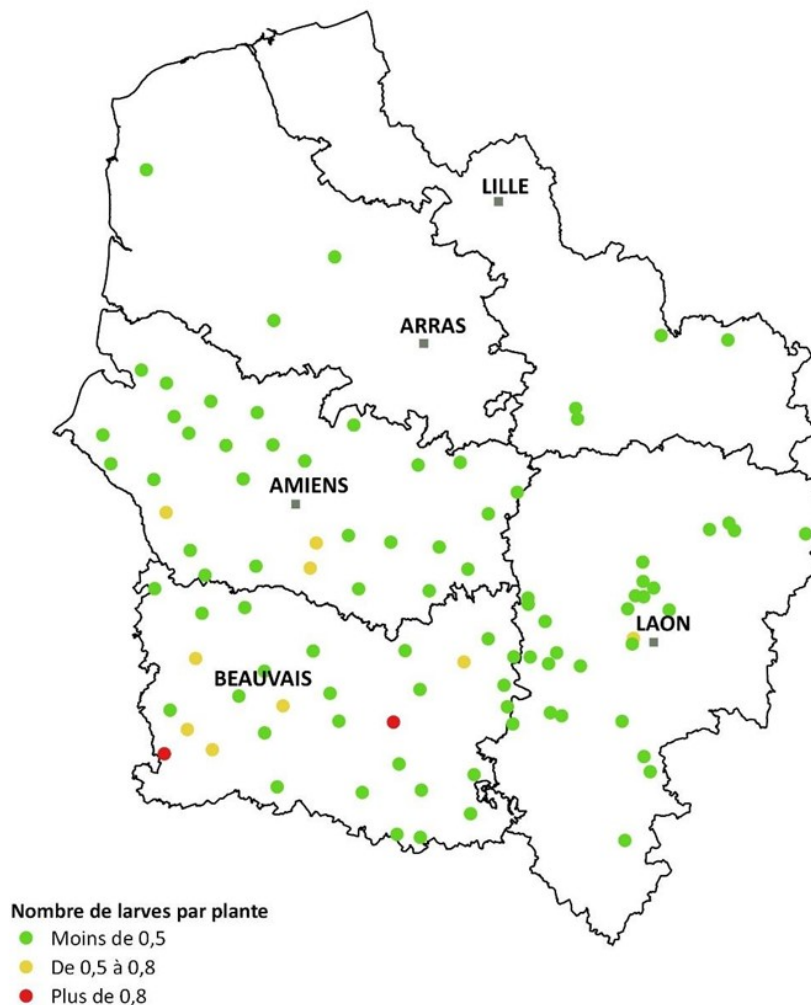 LILLE
ARRAS
AMIENS
LAON
BEAUVAIS
Nombre de larves par plante
Moins de 0,5
De 0,5 à 0,8
Plus de 0,8